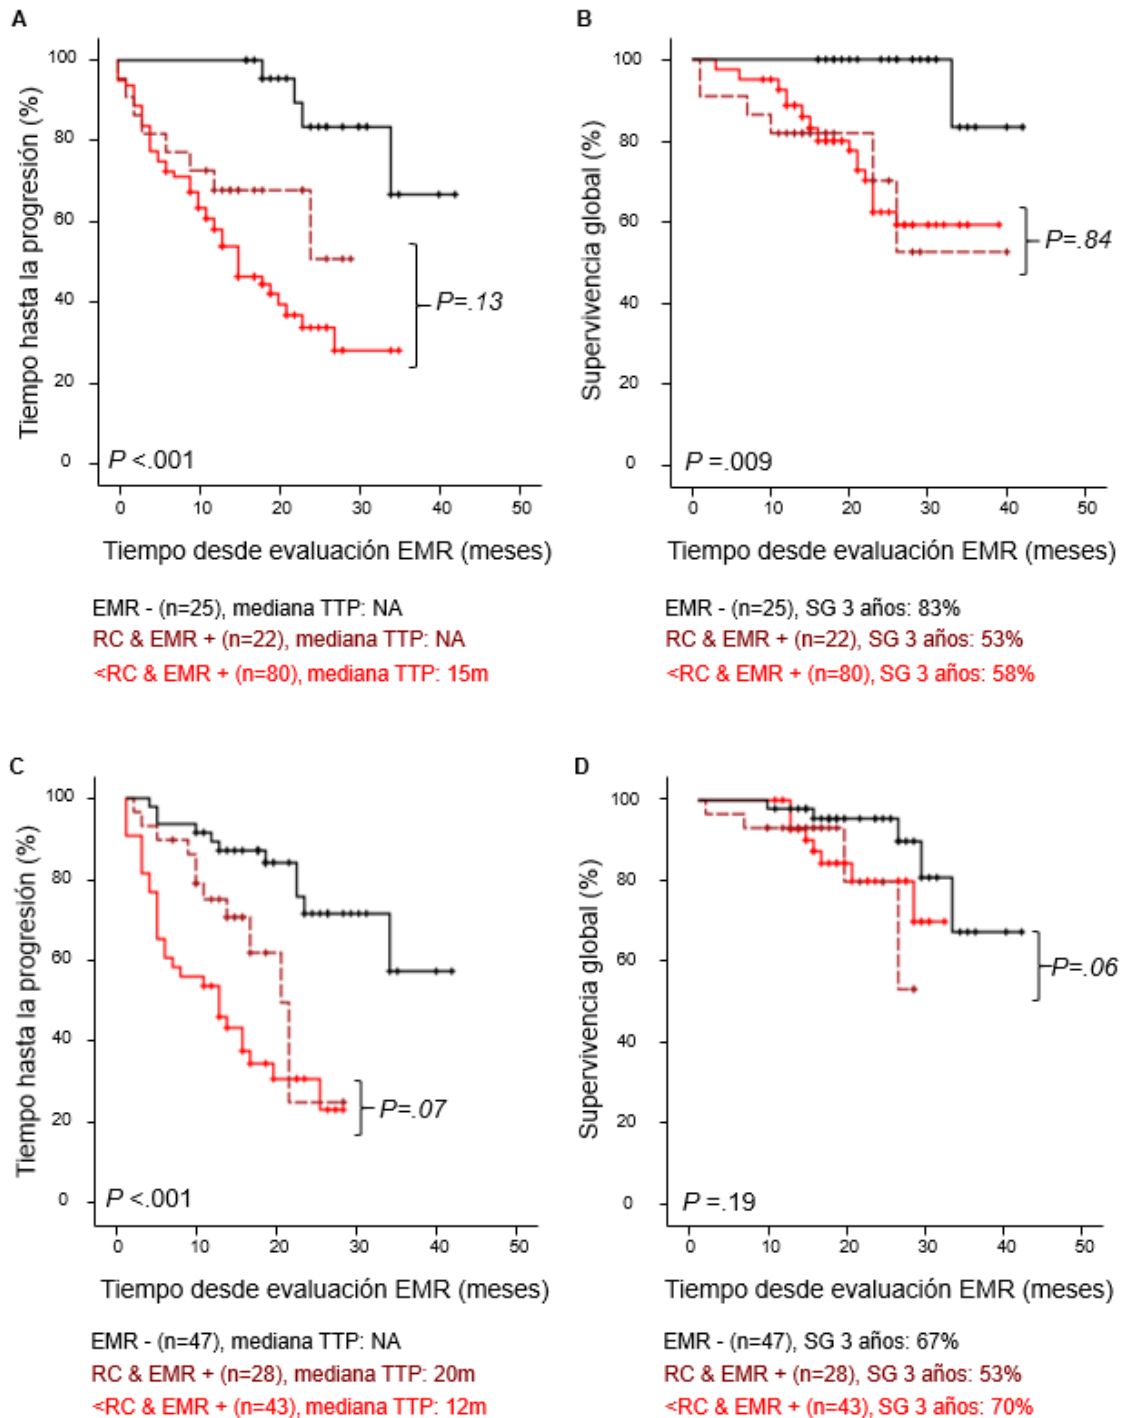 A
B
Tiempo hasta la progresión (%)
100
80
60
40
20
0
P=.13
P <.001
0 10 20 30 40 50
Tiempo desde evaluación EMR (meses)
EMR - (n=25), mediana TTP: NA
RC & EMR + (n=22), mediana TTP: NA
<RC & EMR + (n=80), mediana TTP: 15m
Supervivencia global (%)
100
80
60
40
20
0
P=.84
P =.009
0 10 20 30 40 50
Tiempo desde evaluación EMR (meses)
EMR - (n=25), SG 3 años: 83%
RC & EMR + (n=22), SG 3 años: 53%
<RC & EMR + (n=80), SG 3 años: 58%
C
D
Tiempo hasta la progresión (%)
100
80
60
40
20
0
P=.07
P <.001
0 10 20 30 40 50
Tiempo desde evaluación EMR (meses)
EMR - (n=47), mediana TTP: NA
RC & EMR + (n=28), mediana TTP: 20m
<RC & EMR + (n=43), mediana TTP: 12m
Supervivencia global (%)
100
80
60
40
20
0
P=.06
P =.19
0 10 20 30 40 50
Tiempo desde evaluación EMR (meses)
EMR - (n=47), SG 3 años: 67%
RC & EMR + (n=28), SG 3 años: 53%
<RC & EMR + (n=43), SG 3 años: 70%